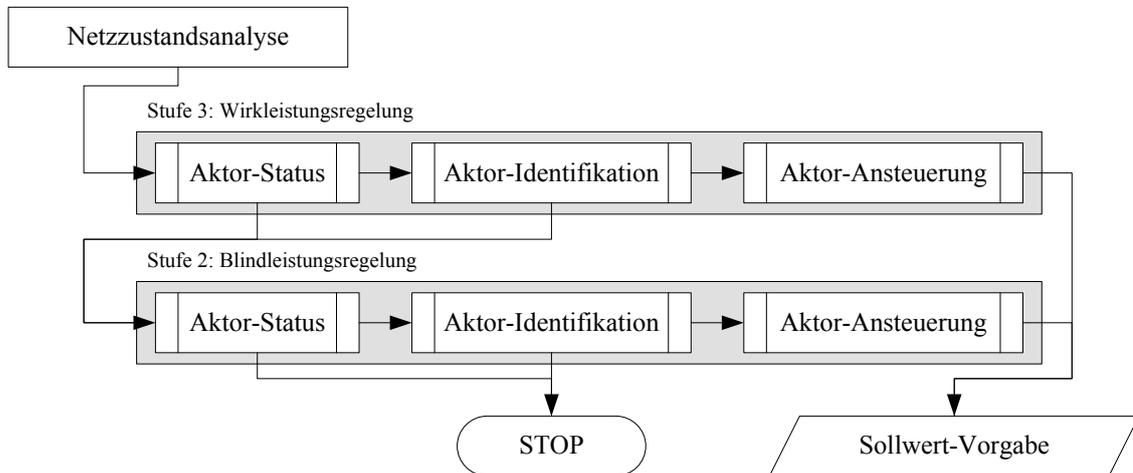 Netzzustandsanalyse
Stufe 3: Wirkleistungsregelung
Aktor-Status
Aktor-Identifikation
Aktor-Ansteuerung
Stufe 2: Blindleistungsregelung
Aktor-Status
Aktor-Identifikation
Aktor-Ansteuerung
STOP
Sollwert-Vorgabe